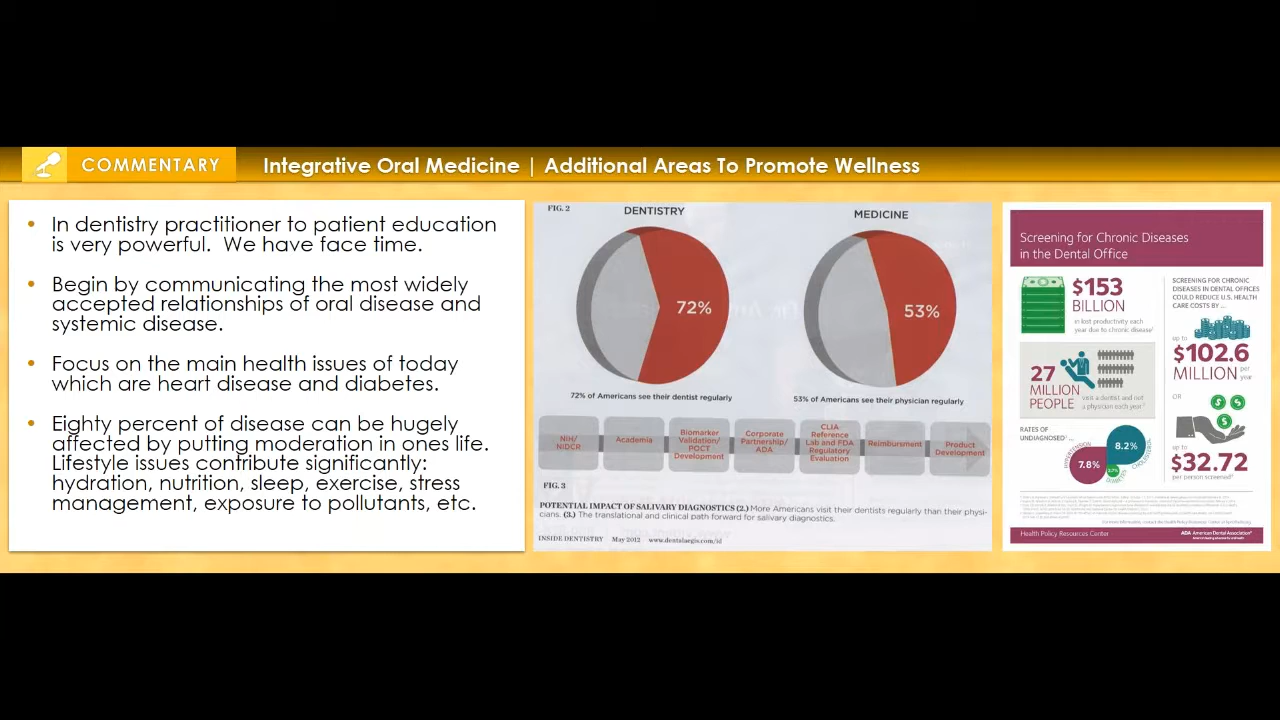 COMMENTARY
Integrative Oral Medicine | Additional Areas To Promote Wellness
• In dentistry practitioner to patient education
is very powerful. We have face time.
• Begin by communicating the most widely
accepted relationships of oral disease and
systemic disease.
• Focus on the main health issues of today
which are heart disease and diabetes.
• Eighty percent of disease can be hugely
affected by putting moderation in ones life.
Lifestyle issues contribute significantly:
hydration, nutrition, sleep, exercise, stress
management, exposure to pollutants, etc.
FIG. 2
DENTISTRY
72%
72% of Americans see their dentist regularly
MEDICINE
53%
53% of Americans see their physician regularly
NIH/
NIDCR
Academia
Biomarker
Validation/
POCT
Development
Corporate
Partnership/
ADA
CLIA
Reference
Lab and FDA
Regulatory
Evaluation
Reimbursment
Product
Development
FIG. 3
POTENTIAL IMPACT OF SALIVARY DIAGNOSTICS (2.) More Americans visit their dentists regularly than their physi-
cians. (3.) The translational and clinical path forward for salivary diagnostics.
INSIDE DENTISTRY May 2012 www.dentalaegis.com/id
Screening for Chronic Diseases
in the Dental Office
$153
BILLION
in lost productivity each
year due to chronic disease
27
MILLION
PEOPLE
visit a dentist and not
a physician each year
RATES OF
UNDIAGNOSED
HYPERTENSION
7.8%
DIABETES
8.2%
CHOLESTEROL
SCREENING FOR CHRONIC
DISEASES IN DENTAL OFFICES
COULD REDUCE U.S. HEALTH
CARE COSTS BY ...
up to
$102.6
MILLION
per
year
OR
up to
$32.72
per person screened
Health Policy Resources Center
ADA American Dental Association